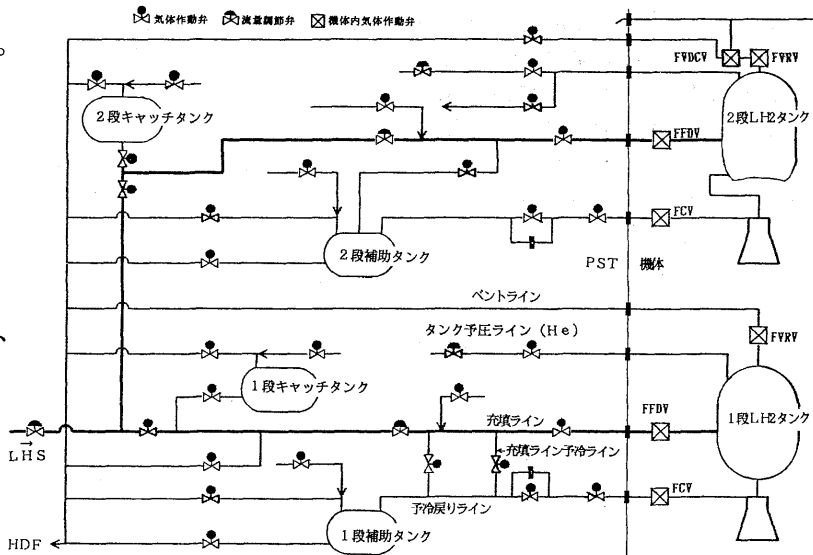 気体作動弁 流量調節弁 機体内気体作動弁
FVDCV FVRV
2段キャッチタンク
2段LH2タンク
FFDV
FCV
2段補助タンク
PST 機体
ベントライン
タンク予圧ライン(He)
FVRV
1段キャッチタンク
FFDV
充填ライン
1段LH2タンク
→
LHS
充填ライン予冷ライン
FCV
予冷戻りライン
1段補助タンク
HDF